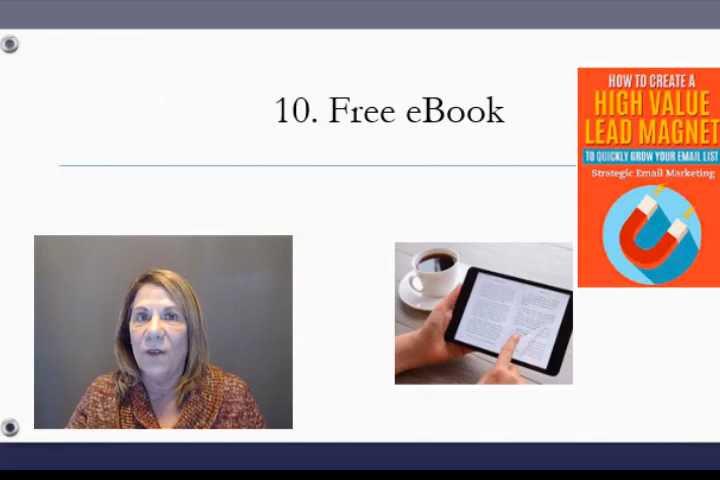 10. Free eBook
HOW TO CREATE A
HIGH VALUE
LEAD MAGNET
TO QUICKLY GROW YOUR EMAIL LIST
Strategic Email Marketing